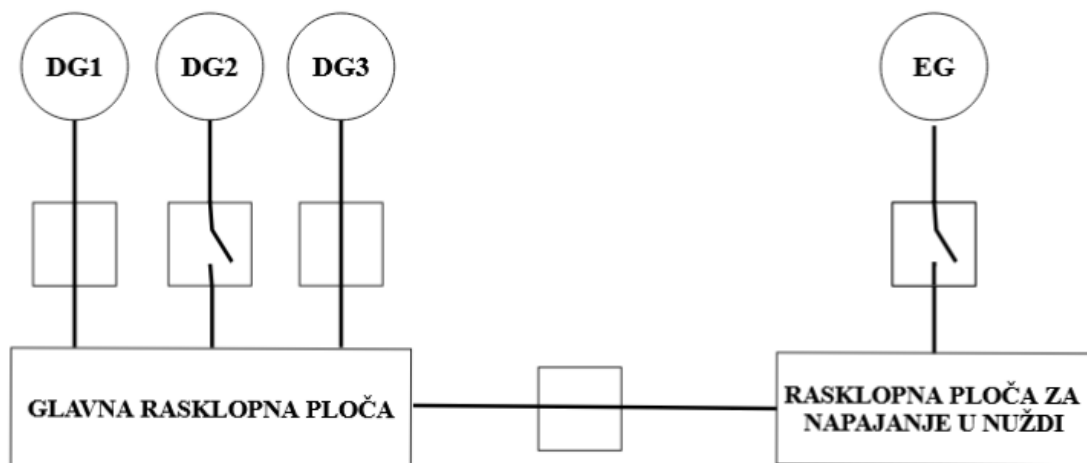 DG1
DG2
DG3
EG
GLAVNA RASKLOPNA PLOČA
RASKLOPNA PLOČA ZA
NAPAJANJE U NUŽDI